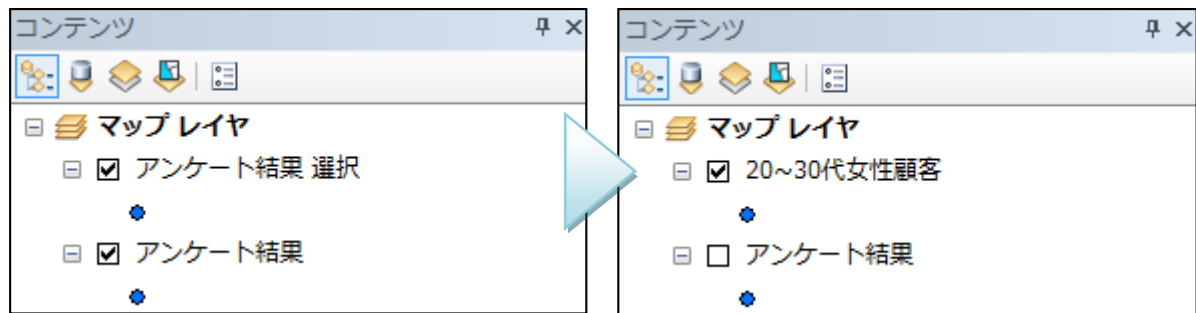 コンテンツ
マップ レイヤ
アンケート結果 選択
アンケート結果
コンテンツ
マップ レイヤ
20~30代女性顧客
アンケート結果